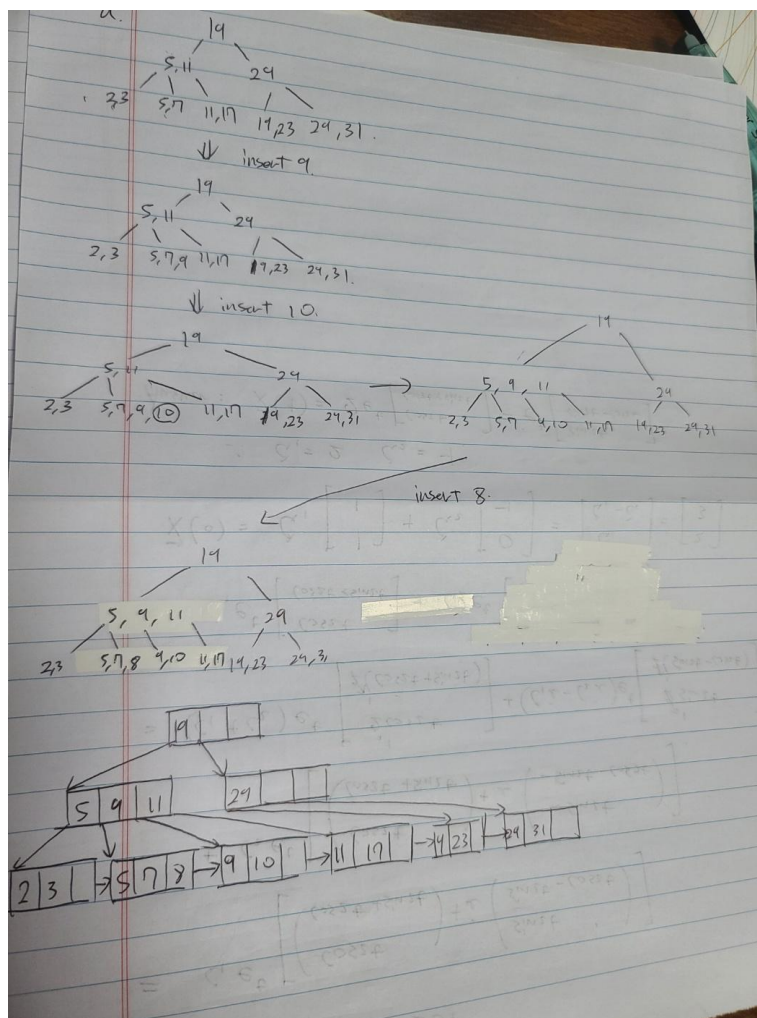 a.
19
5,11 29
2,3 5,7 11,17 19,23 29,31.
⇓ insert 9.
19
5,11 29
2,3 5,7,9 11,17 19,23 29,31.
⇓ insert 10.
19
5,11 29
2,3 5,7,9,10 11,17 19,23 29,31
→
19
5, 9, 11 29
2,3 5,7 9,10 11,17 19,23 29,31
insert 8.
19
5, 9, 11 29
2,3 5,7,8 9,10 11,17 19,23 29,31
19
5 9 11 29
2 3 5 7 8 9 10 11 17 19 23 29 31